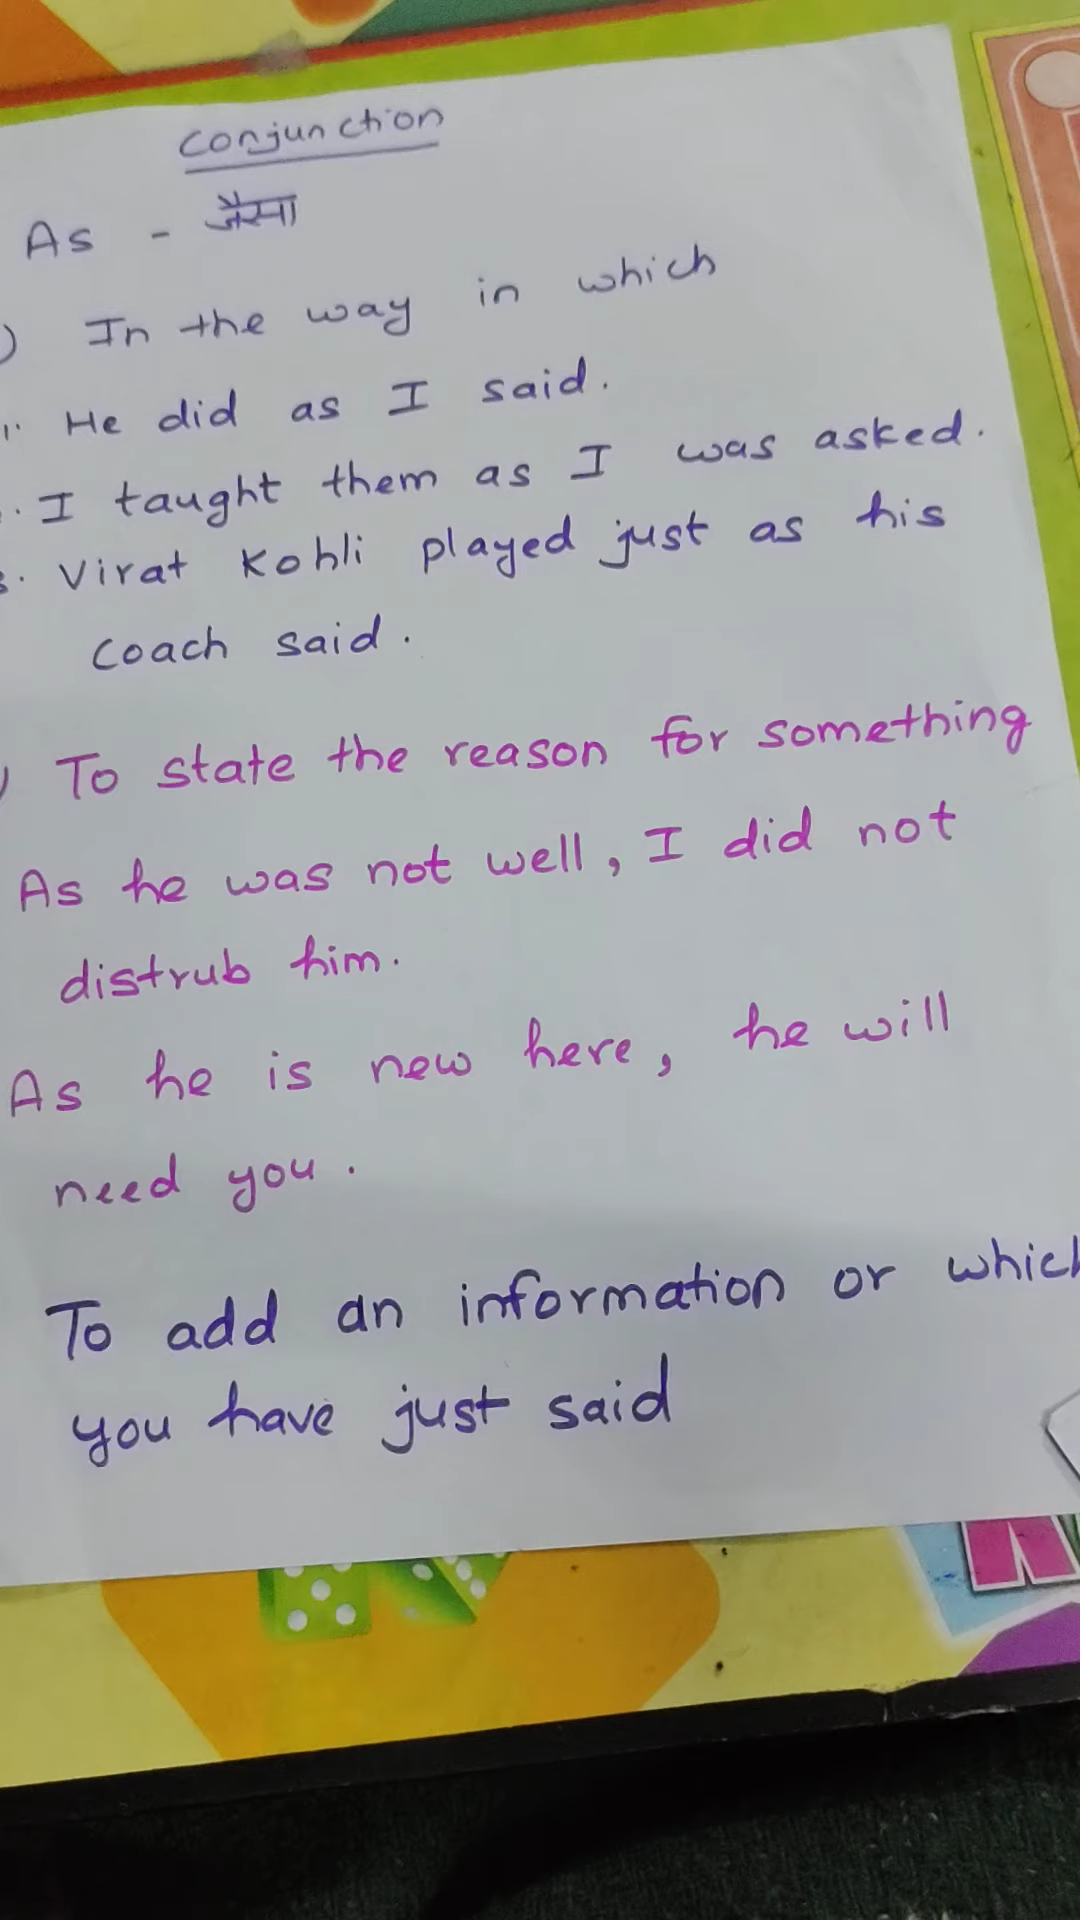 Conjunction
As - जैसा
) In the way in which
1. He did as I said.
. I taught them as I was asked.
3. Virat Kohli played just as his
coach said.
) To state the reason for something
As he was not well, I did not
distrub him.
As he is new here, he will
need you.
To add an information or which
you have just said